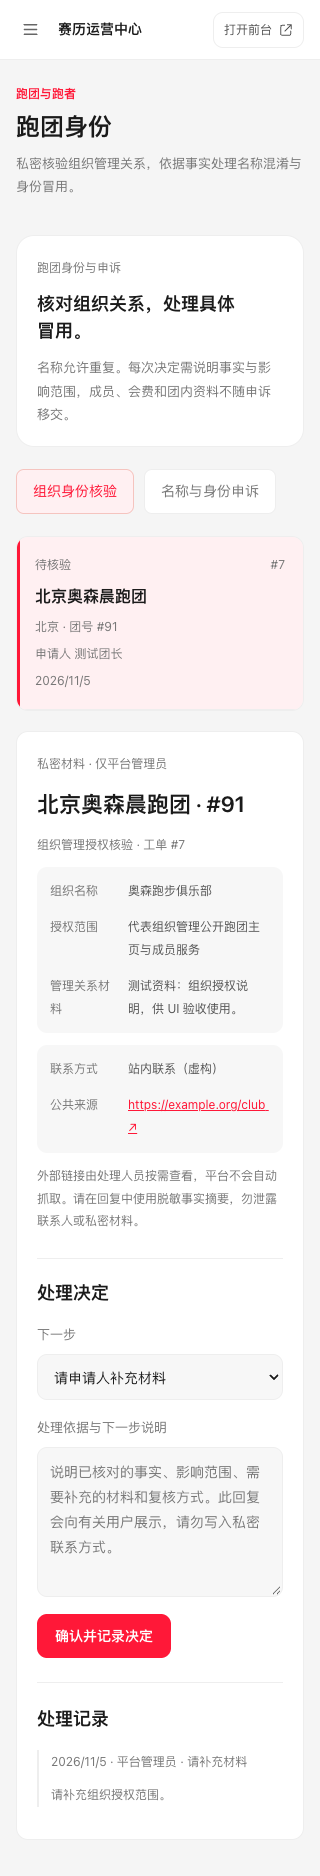 赛历运营中心
打开前台
跑团与跑者
跑团身份
私密核验组织管理关系，依据事实处理名称混淆与
身份冒用。
跑团身份与申诉
核对组织关系，处理具体
冒用。
名称允许重复。每次决定需说明事实与影
响范围，成员、会费和团内资料不随申诉
移交。
组织身份核验
名称与身份申诉
待核验 #7
北京奥森晨跑团
北京 · 团号 #91
申请人 测试团长
2026/11/5
私密材料 · 仅平台管理员
北京奥森晨跑团 · #91
组织管理授权核验 · 工单 #7
组织名称 奥森跑步俱乐部
授权范围 代表组织管理公开跑团主
页与成员服务
管理关系材 测试资料：组织授权说
料 明，供 UI 验收使用。
联系方式 站内联系（虚构）
公共来源 https://example.org/club
↗
外部链接由处理人员按需查看，平台不会自动
抓取。请在回复中使用脱敏事实摘要，勿泄露
联系人或私密材料。
处理决定
下一步
请申请人补充材料
处理依据与下一步说明
说明已核对的事实、影响范围、需
要补充的材料和复核方式。此回复
会向有关用户展示，请勿写入私密
联系方式。
确认并记录决定
处理记录
2026/11/5 · 平台管理员 · 请补充材料
请补充组织授权范围。